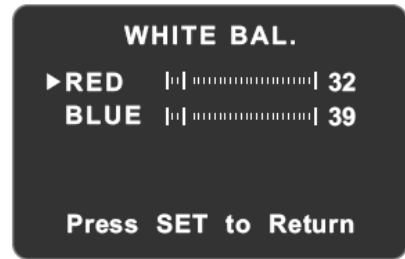 WHITE BAL.
▶RED 32
BLUE 39
Press SET to Return